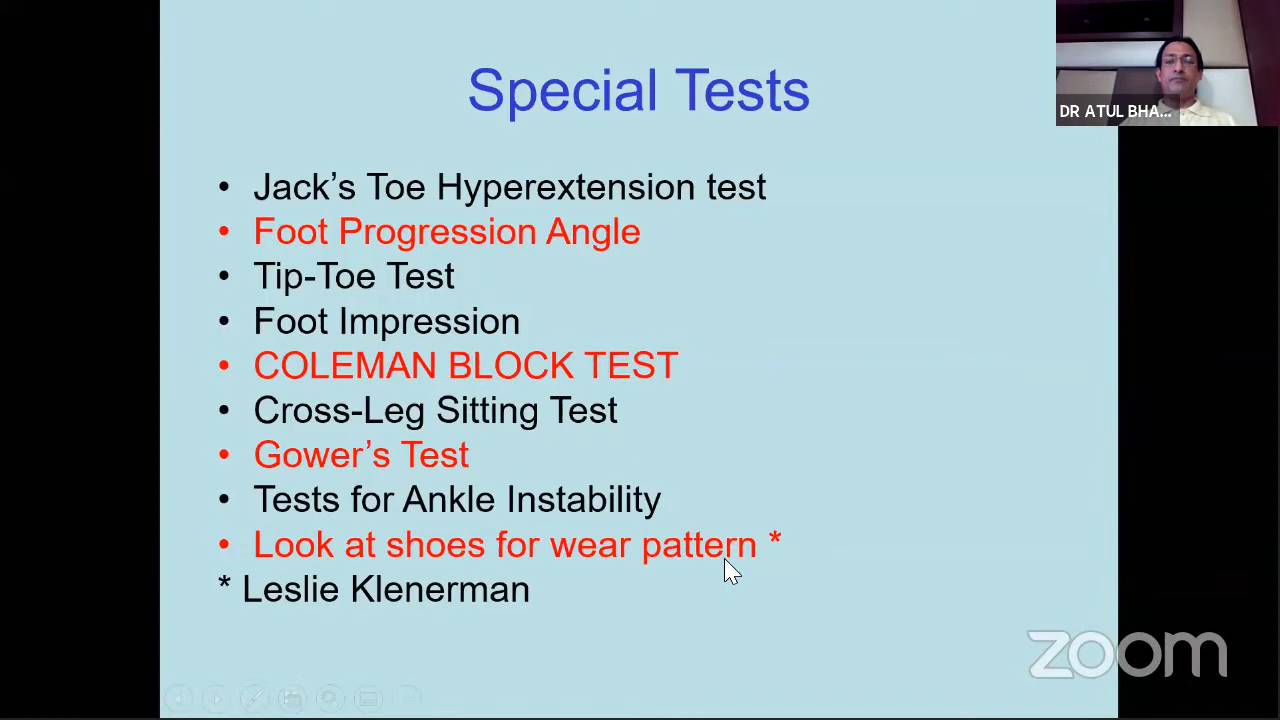 Special Tests
DR ATUL BHA...
• Jack’s Toe Hyperextension test
• Foot Progression Angle
• Tip-Toe Test
• Foot Impression
• COLEMAN BLOCK TEST
• Cross-Leg Sitting Test
• Gower’s Test
• Tests for Ankle Instability
• Look at shoes for wear pattern *
* Leslie Klenerman
zoom